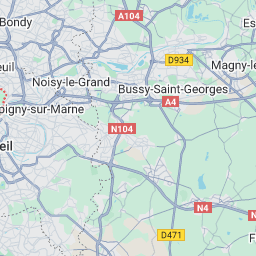 Bondy
A104
Es
euil
D934
Magny-le
Noisy-le-Grand
Bussy-Saint-Georges
A4
pigny-sur-Marne
N104
eil
N4
D471
F